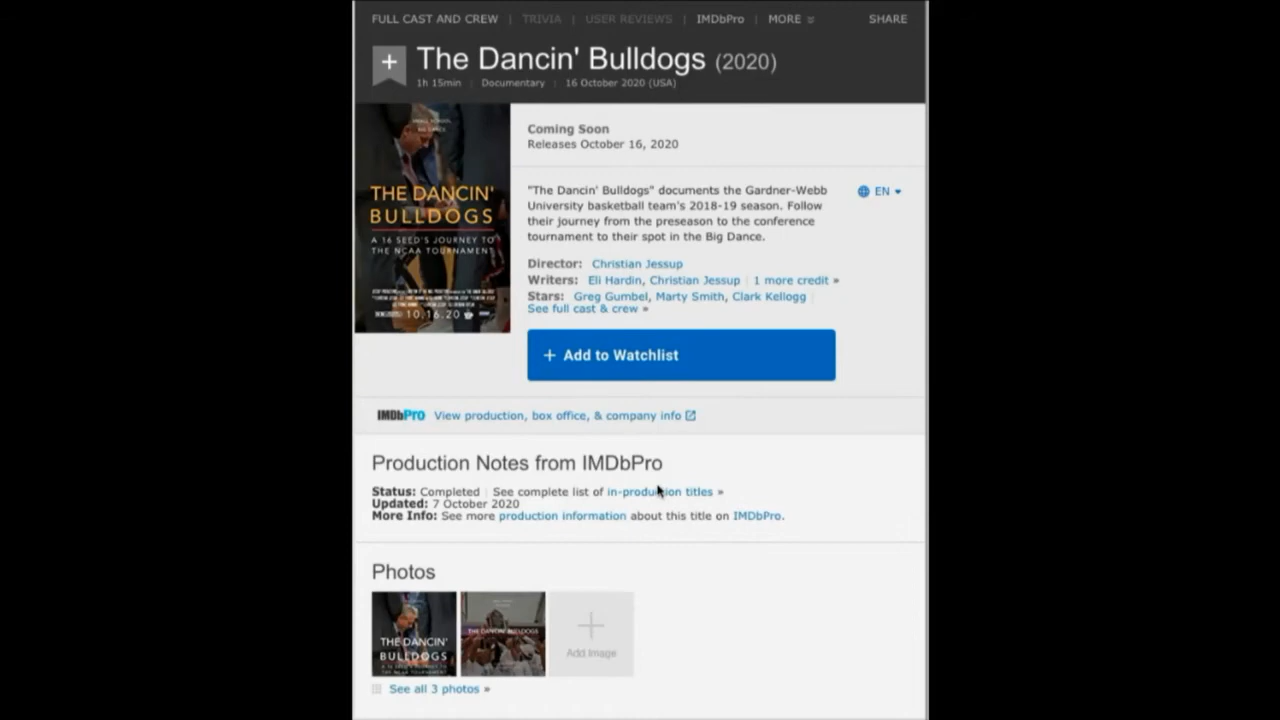 FULL CAST AND CREW | TRIVIA | USER REVIEWS | IMDbPro | MORE SHARE
+ The Dancin' Bulldogs (2020)
1h 15min | Documentary | 16 October 2020 (USA)
THE DANCIN'
BULLDOGS
A 16 SEED'S JOURNEY TO
THE NCAA TOURNAMENT
10.16.20
Coming Soon
Releases October 16, 2020
"The Dancin' Bulldogs" documents the Gardner-Webb
University basketball team's 2018-19 season. Follow
their journey from the preseason to the conference
tournament to their spot in the Big Dance.
EN
Director: Christian Jessup
Writers: Eli Hardin, Christian Jessup | 1 more credit »
Stars: Greg Gumbel, Marty Smith, Clark Kellogg |
See full cast & crew »
+ Add to Watchlist
IMDbPro View production, box office, & company info
Production Notes from IMDbPro
Status: Completed | See complete list of in-production titles »
Updated: 7 October 2020
More Info: See more production information about this title on IMDbPro.
Photos
THE DANCIN'
BULLDOGS
A 16 SEED'S JOURNEY TO
THE NCAA TOURNAMENT
THE DANCIN' BULLDOGS
Add Image
See all 3 photos »